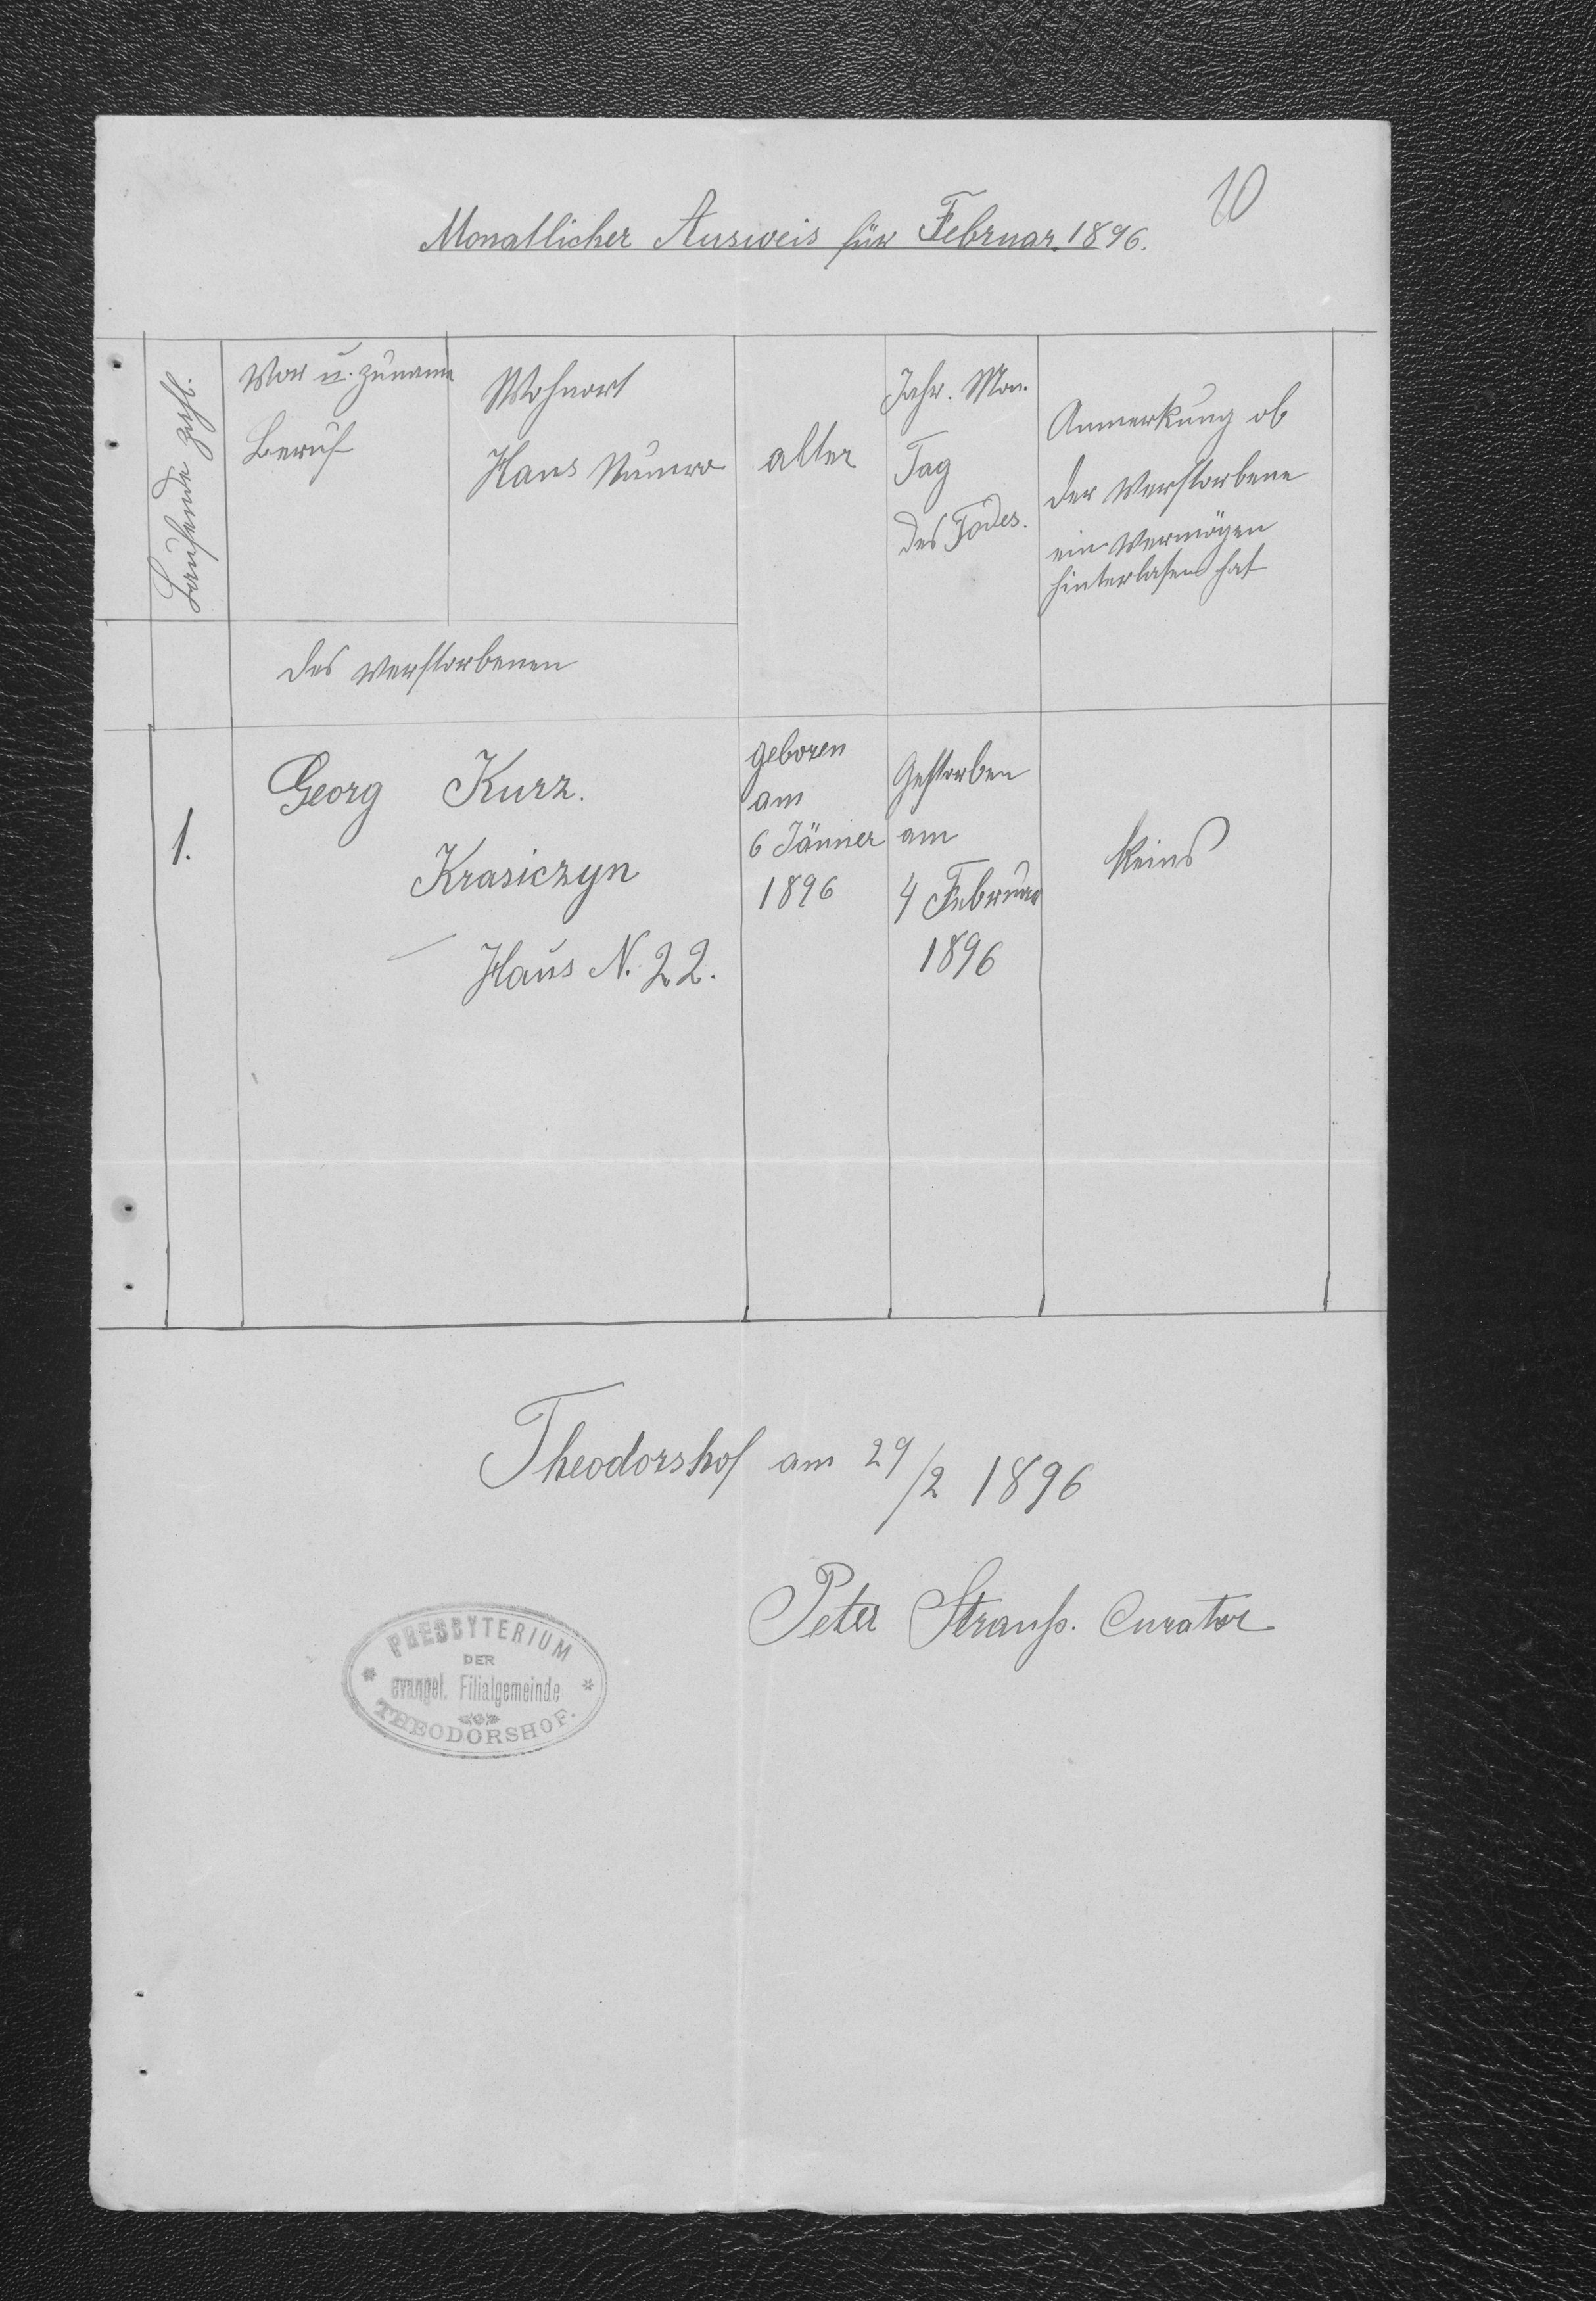 10
Monatlicher Ausweis für Februar 1896.
Laufende Zahl.
Vor u. Zuname
Beruf
Wohnort
Haus Numero
alter
Jahr. Mon.
Tag
des Todes.
Anmerkung ob
der Verstorbene
ein Vermögen
hinterlasen hat
des Verstorbenen
1.
Georg Kurz.
Krasiczyn
Haus N. 22.
geboren
am
6 Jänner
1896
Gestorben
am
4 Februar
1896
Keins
Theodorshof am 29/2 1896
Peter Strauß. Curator
PRESBYTERIUM
DER
evangel. Filialgemeinde
THEODORSHOF.